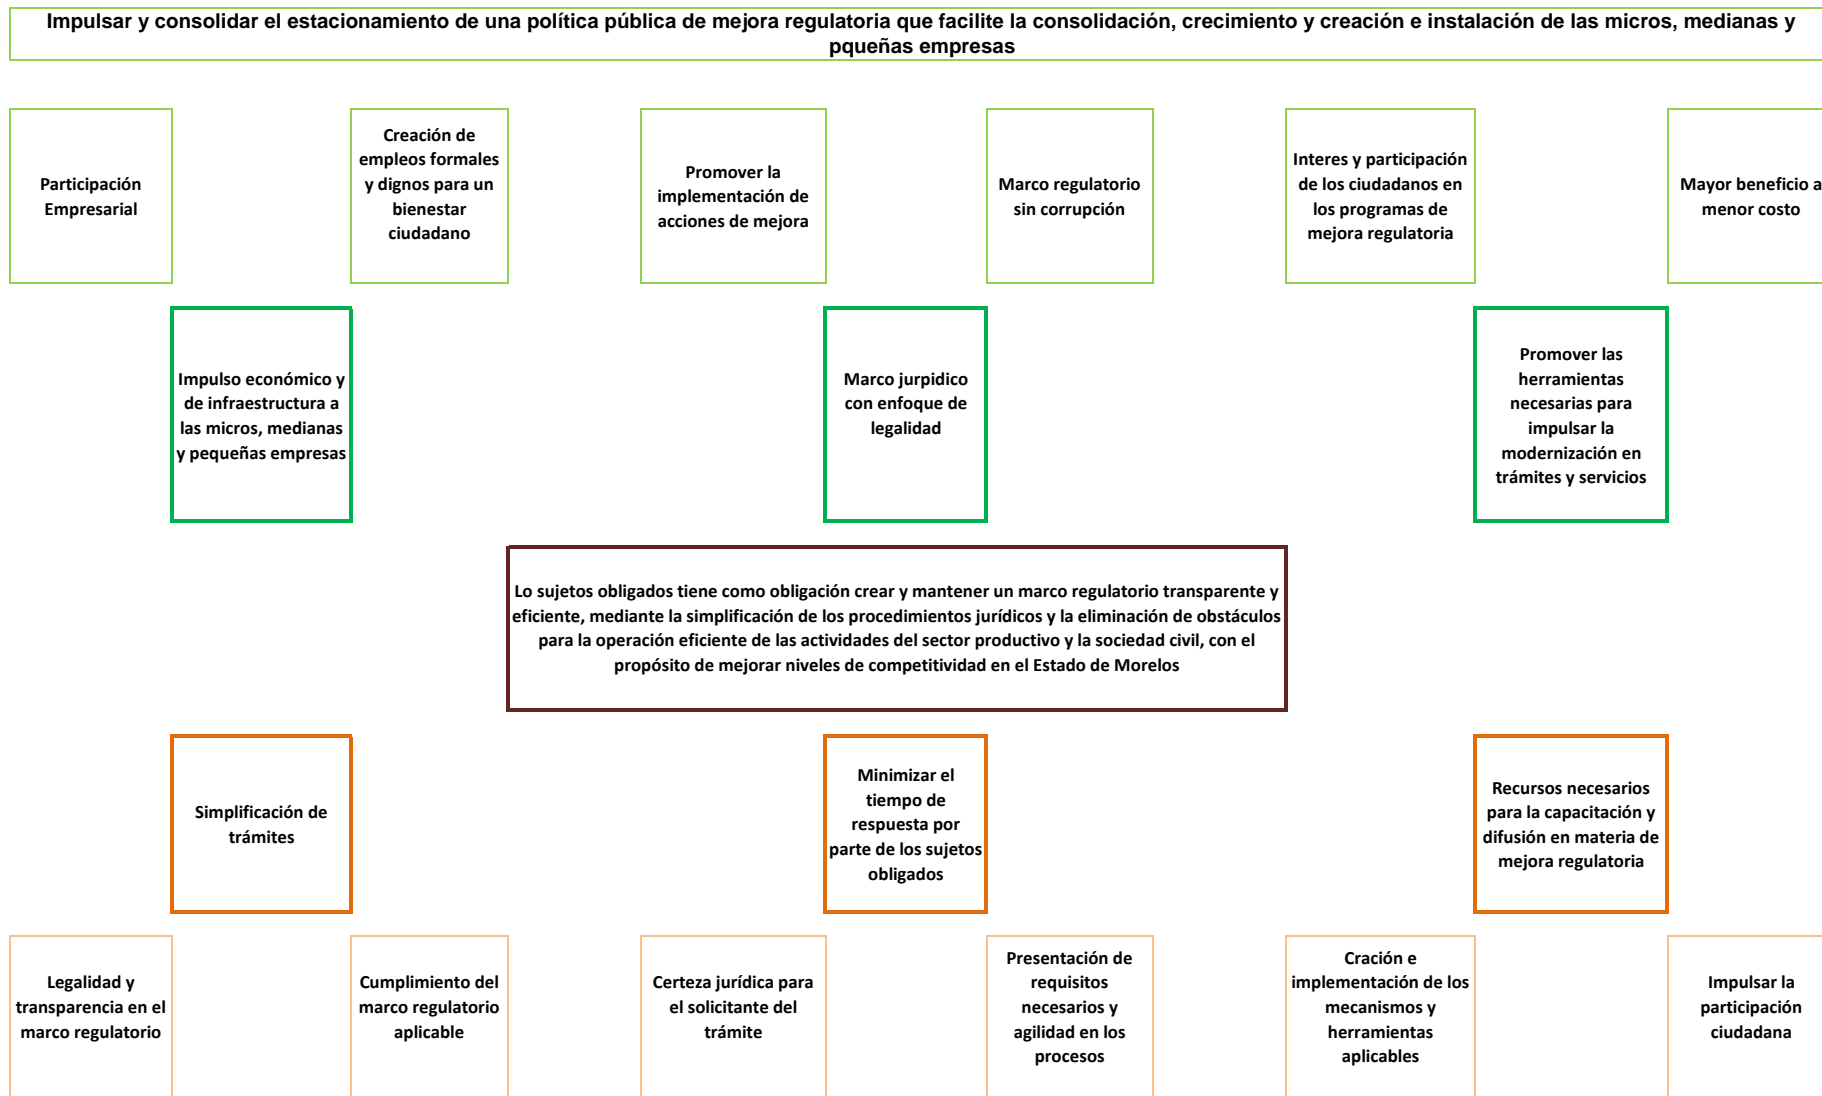 Impulsar y consolidar el estacionamiento de una política pública de mejora regulatoria que facilite la consolidación, crecimiento y creación e instalación de las micros, medianas y
pqueñas empresas
Participación
Empresarial
Creación de
empleos formales
y dignos para un
bienestar
ciudadano
Promover la
implementación de
acciones de mejora
Marco regulatorio
sin corrupción
Interes y participación
de los ciudadanos en
los programas de
mejora regulatoria
Mayor beneficio a
menor costo
Impulso económico y
de infraestructura a
las micros, medianas
y pequeñas empresas
Marco jurpidico
con enfoque de
legalidad
Promover las
herramientas
necesarias para
impulsar la
modernización en
trámites y servicios
Lo sujetos obligados tiene como obligación crear y mantener un marco regulatorio transparente y
eficiente, mediante la simplificación de los procedimientos jurídicos y la eliminación de obstáculos
para la operación eficiente de las actividades del sector productivo y la sociedad civil, con el
propósito de mejorar niveles de competitividad en el Estado de Morelos
Simplificación de
trámites
Minimizar el
tiempo de
respuesta por
parte de los sujetos
obligados
Recursos necesarios
para la capacitación y
difusión en materia de
mejora regulatoria
Legalidad y
transparencia en el
marco regulatorio
Cumplimiento del
marco regulatorio
aplicable
Certeza jurídica para
el solicitante del
trámite
Presentación de
requisitos
necesarios y
agilidad en los
procesos
Cración e
implementación de los
mecanismos y
herramientas
aplicables
Impulsar la
participación
ciudadana